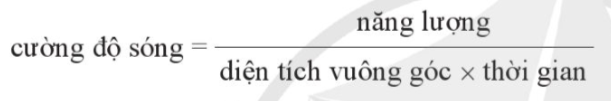 cường độ sóng = năng lượng
diện tích vuông góc × thời gian